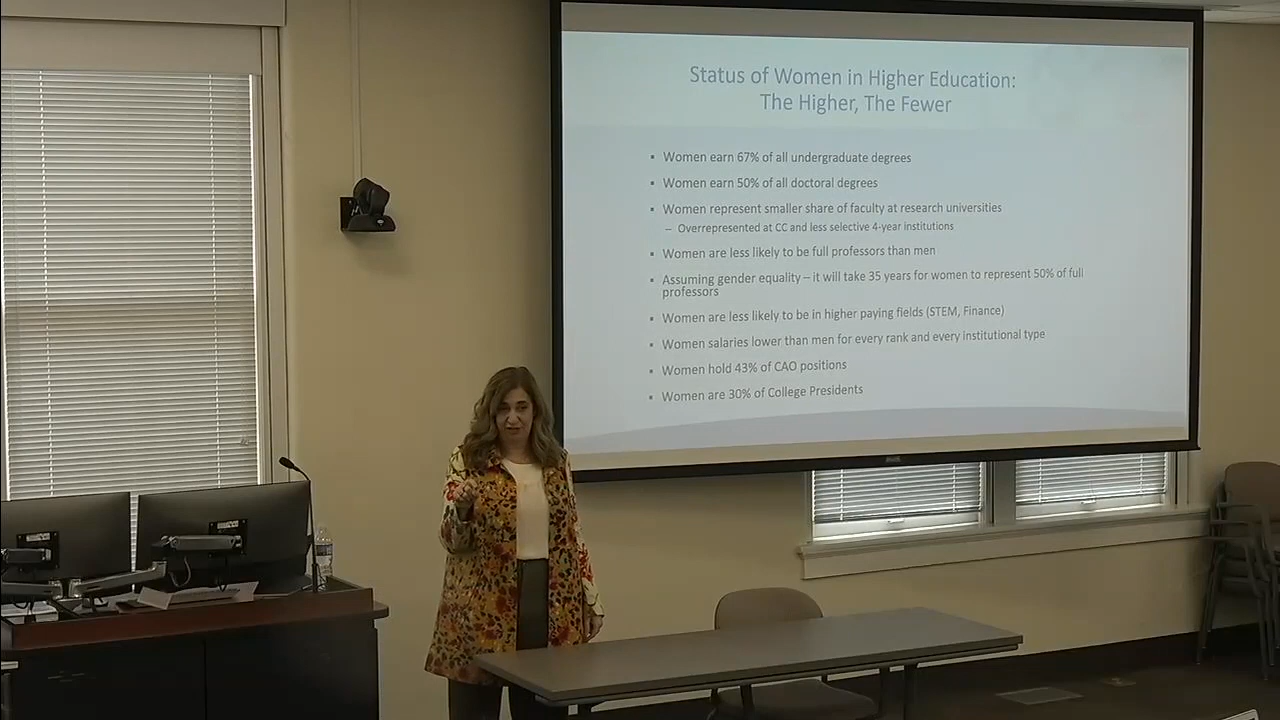 Status of Women in Higher Education:
The Higher, The Fewer
▪ Women earn 67% of all undergraduate degrees
▪ Women earn 50% of all doctoral degrees
▪ Women represent smaller share of faculty at research universities
– Overrepresented at CC and less selective 4-year institutions
▪ Women are less likely to be full professors than men
▪ Assuming gender equality – it will take 35 years for women to represent 50% of full
professors
▪ Women are less likely to be in higher paying fields (STEM, Finance)
▪ Women salaries lower than men for every rank and every institutional type
▪ Women hold 43% of CAO positions
▪ Women are 30% of College Presidents